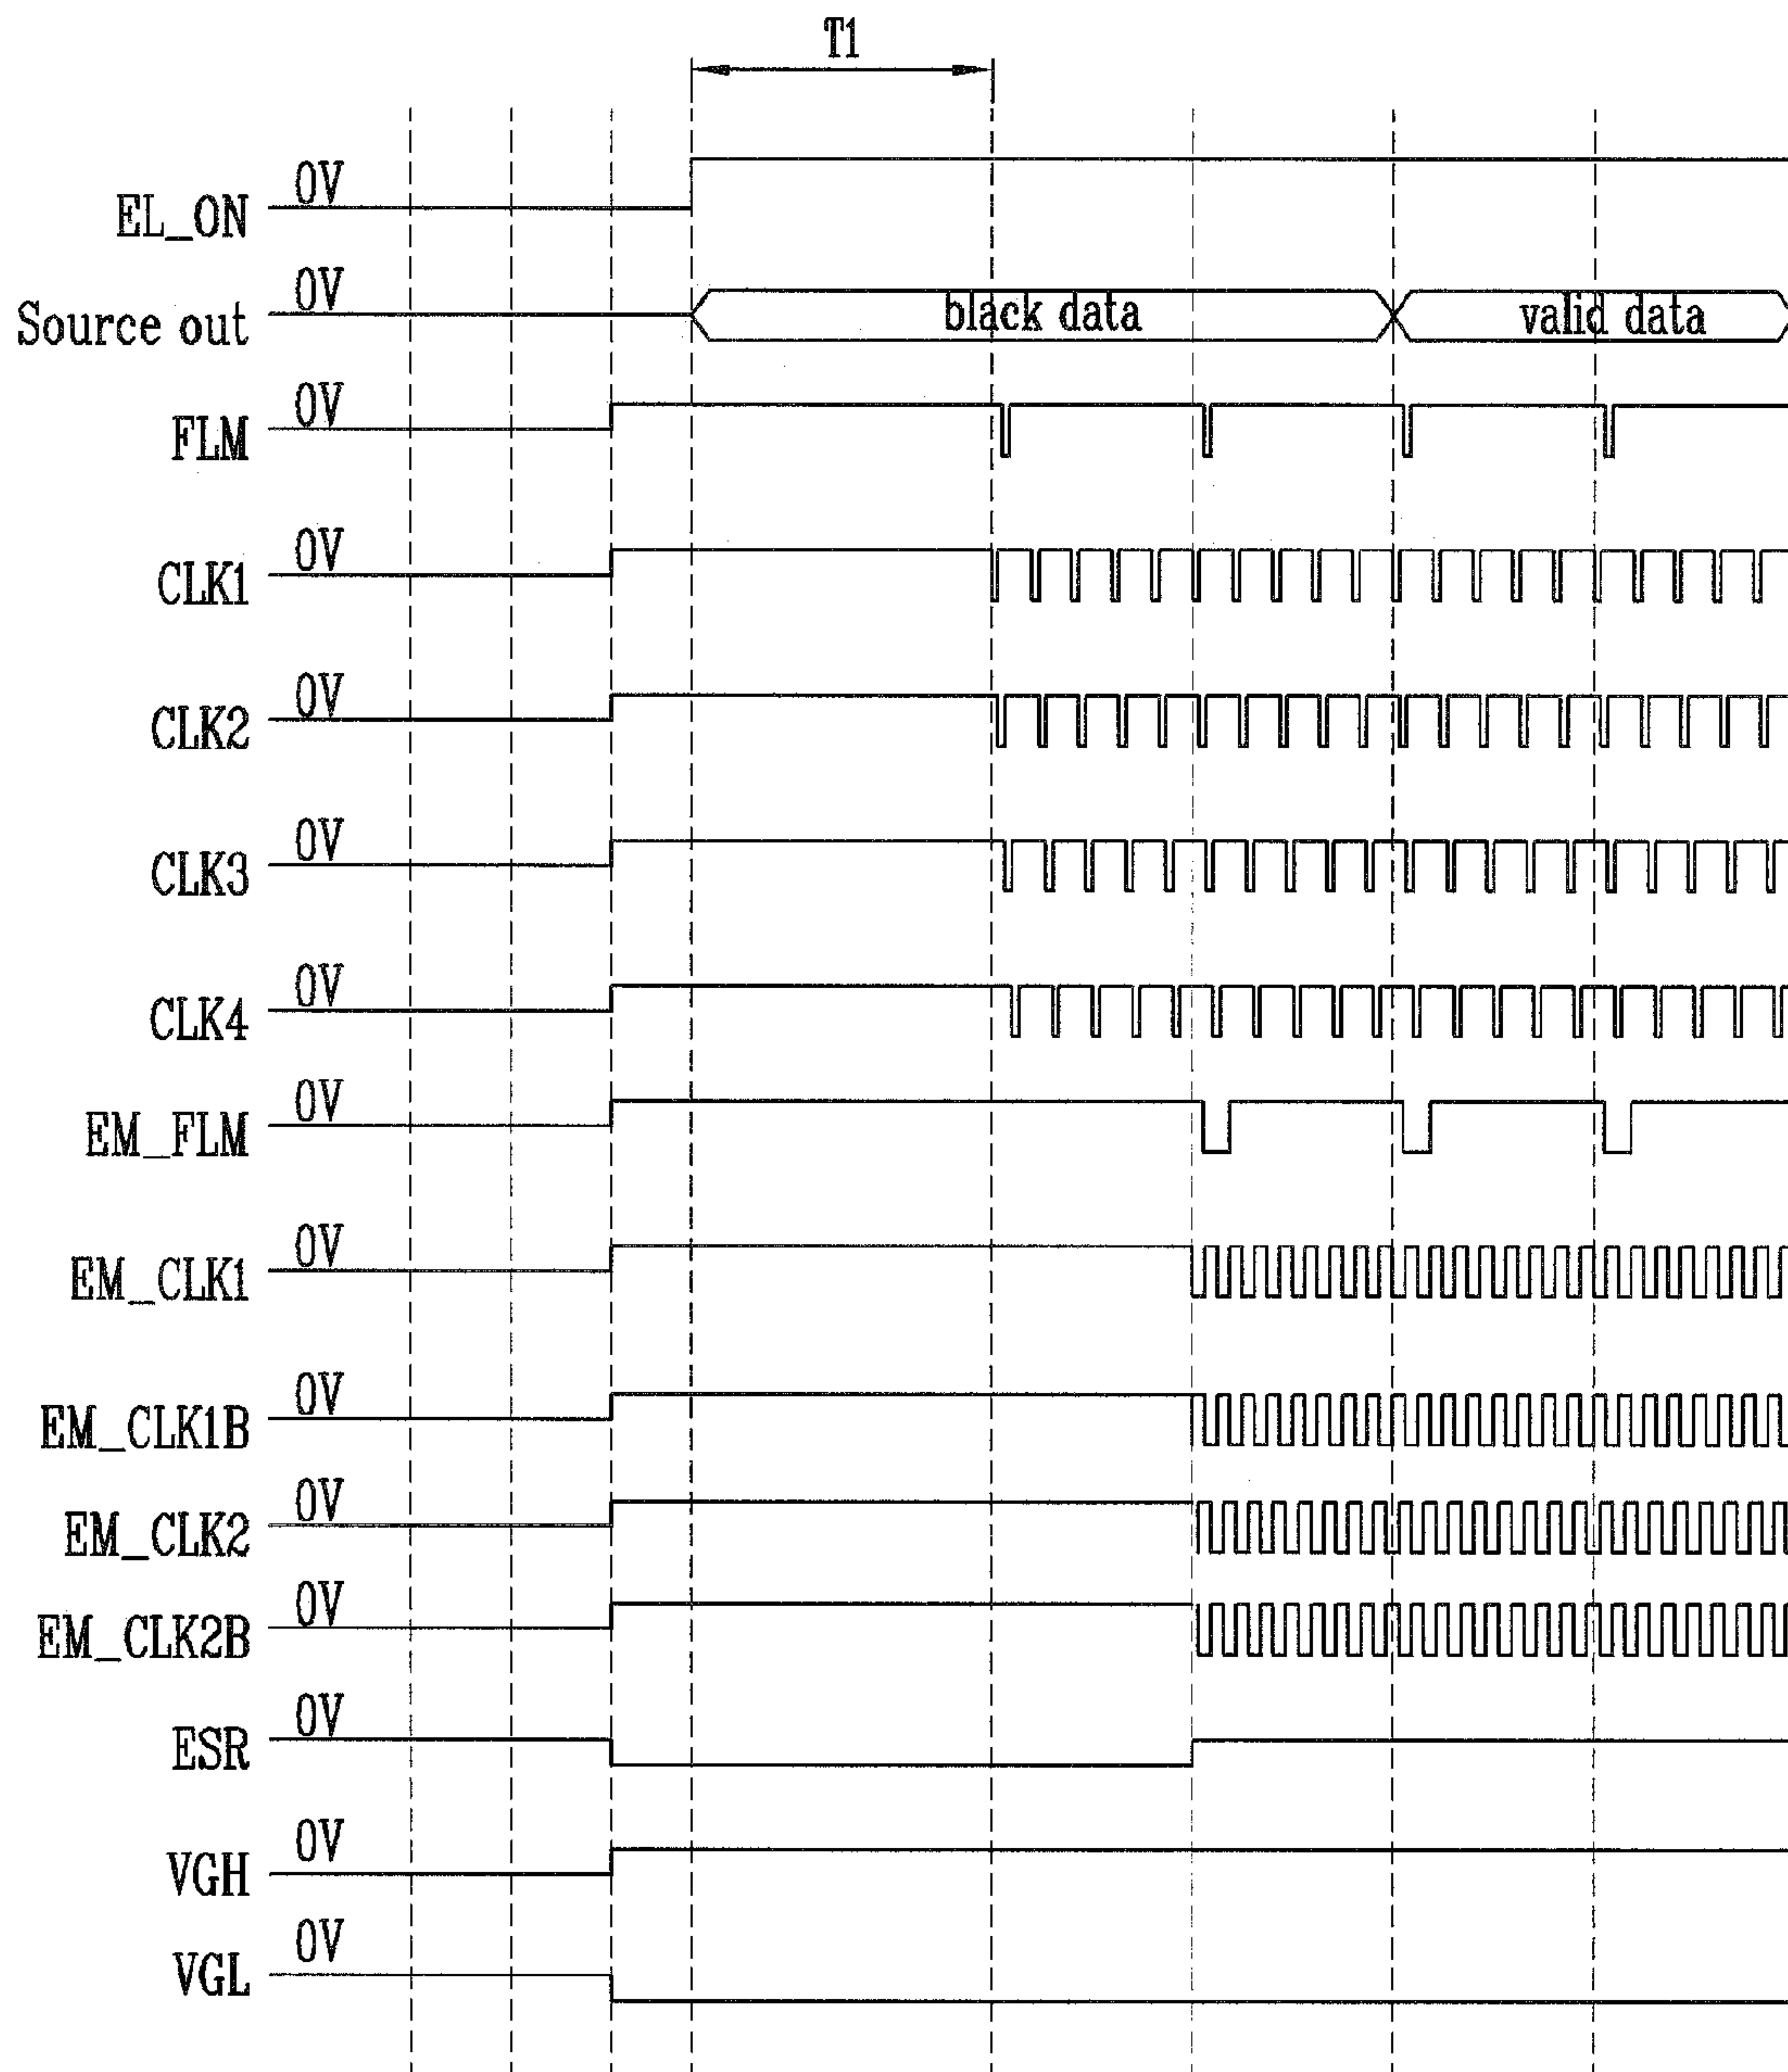 T1
EL_ON 0V
Source out 0V black data valid data
FLM 0V
CLK1 0V
CLK2 0V
CLK3 0V
CLK4 0V
EM_FLM 0V
EM_CLK1 0V
EM_CLK1B 0V
EM_CLK2 0V
EM_CLK2B 0V
ESR 0V
VGH 0V
VGL 0V